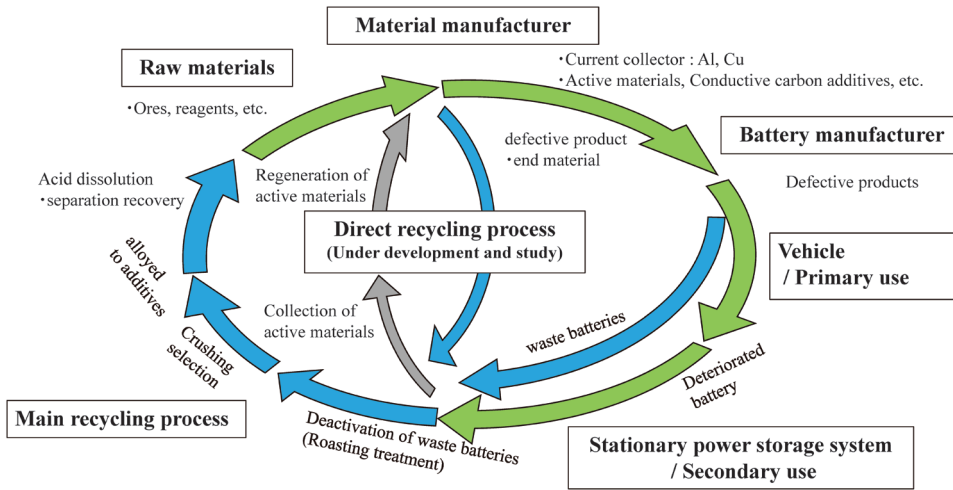 Material manufacturer
Raw materials
・Ores, reagents, etc.
・Current collector : Al, Cu
・Active materials, Conductive carbon additives, etc.
defective product
・end material
Battery manufacturer
Defective products
Acid dissolution
・separation recovery
Regeneration of
active materials
Direct recycling process
(Under development and study)
Vehicle
/ Primary use
alloyed
to additives
Collection of
active materials
waste batteries
Crushing
selection
Deteriorated
battery
Main recycling process
Deactivation of waste batteries
(Roasting treatment)
Stationary power storage system
/ Secondary use